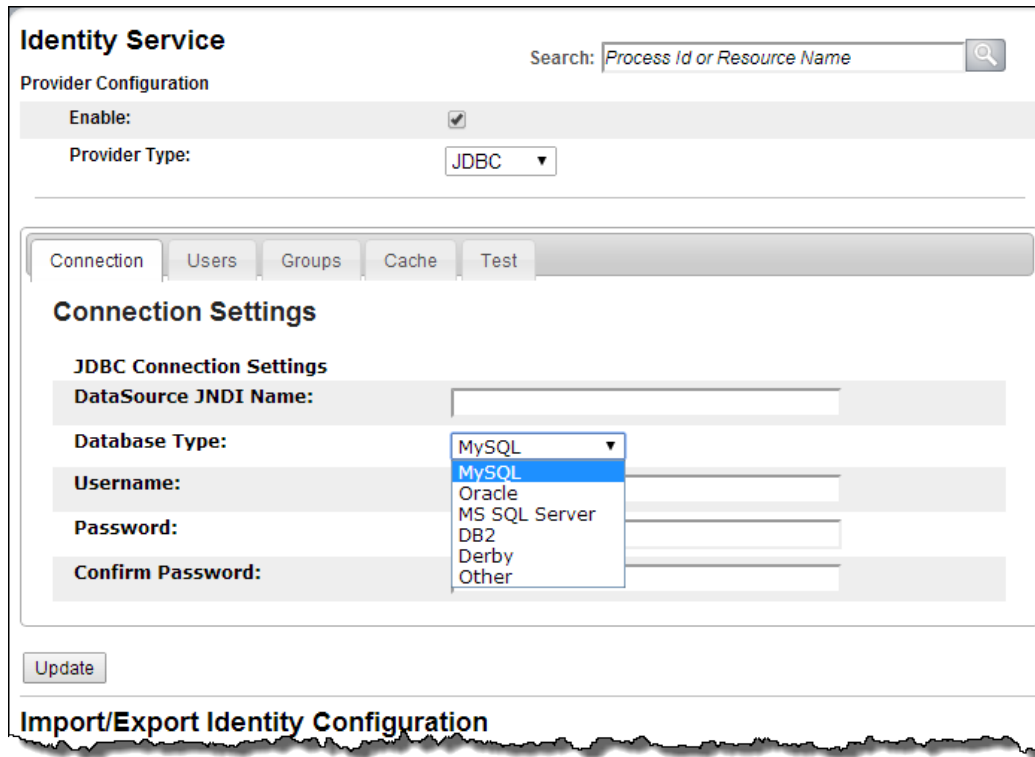 Identity Service
Search: Process Id or Resource Name
Provider Configuration
Enable:
Provider Type: JDBC
Connection Users Groups Cache Test
Connection Settings
JDBC Connection Settings
DataSource JNDI Name:
Database Type: MySQL
MySQL
Oracle
MS SQL Server
DB2
Derby
Other
Username:
Password:
Confirm Password:
Update
Import/Export Identity Configuration